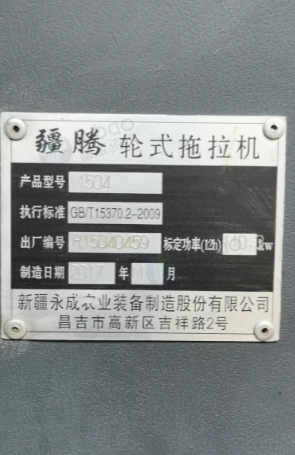 疆腾 轮式拖拉机
产品型号 1504
执行标准 GB/T15370.2-2009
出厂编号 R15040459 标定功率(12h) kw
制造日期 2017 年 1 月
新疆永成农业装备制造股份有限公司
昌吉市高新区吉祥路2号